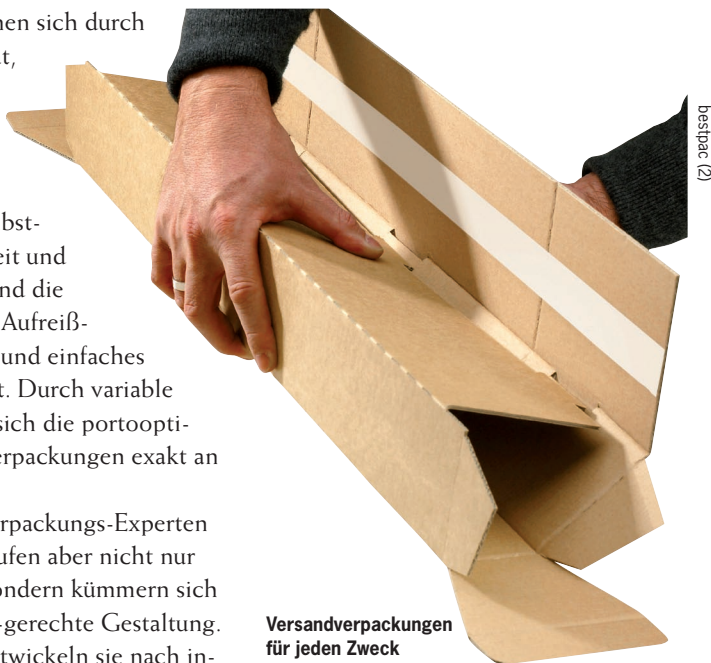 nen sich durch
t,
bst-
eit und
nd die
Aufreiß-
und einfaches
t. Durch variable
sich die portoopti-
erpackungen exakt an
rpackungs-Experten
ufen aber nicht nur
ondern kümmern sich
-gerechte Gestaltung.
twickeln sie nach in-
Versandverpackungen
für jeden Zweck
bestpac (2)